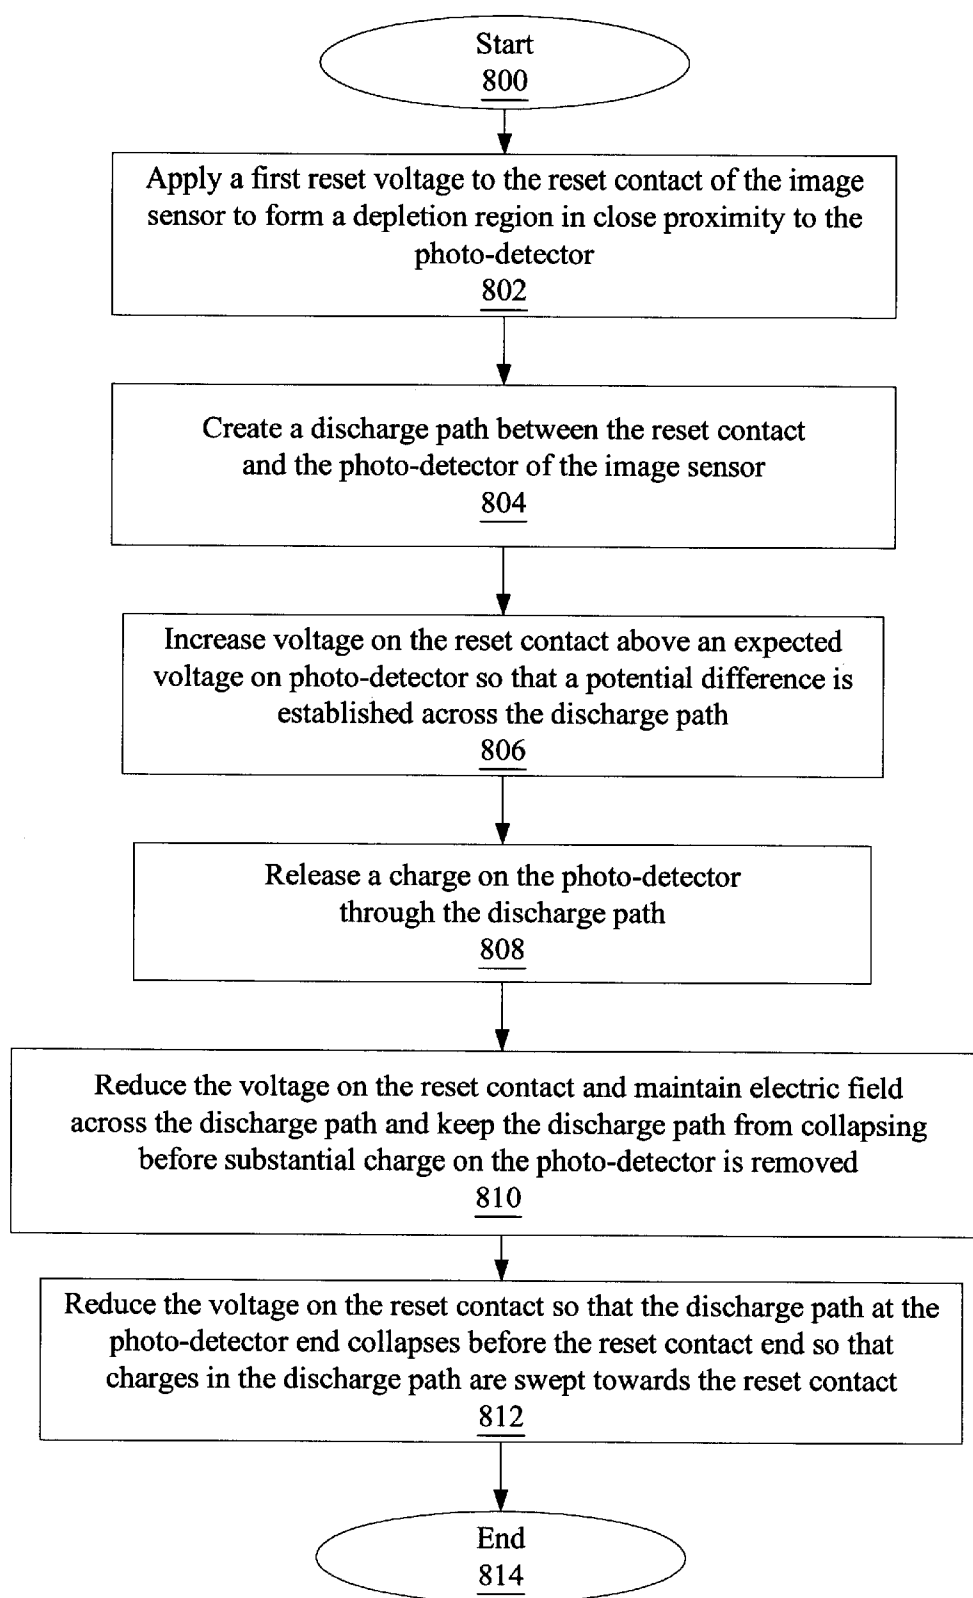 Start
800
Apply a first reset voltage to the reset contact of the image
sensor to form a depletion region in close proximity to the
photo-detector
802
Create a discharge path between the reset contact
and the photo-detector of the image sensor
804
Increase voltage on the reset contact above an expected
voltage on photo-detector so that a potential difference is
established across the discharge path
806
Release a charge on the photo-detector
through the discharge path
808
Reduce the voltage on the reset contact and maintain electric field
across the discharge path and keep the discharge path from collapsing
before substantial charge on the photo-detector is removed
810
Reduce the voltage on the reset contact so that the discharge path at the
photo-detector end collapses before the reset contact end so that
charges in the discharge path are swept towards the reset contact
812
End
814